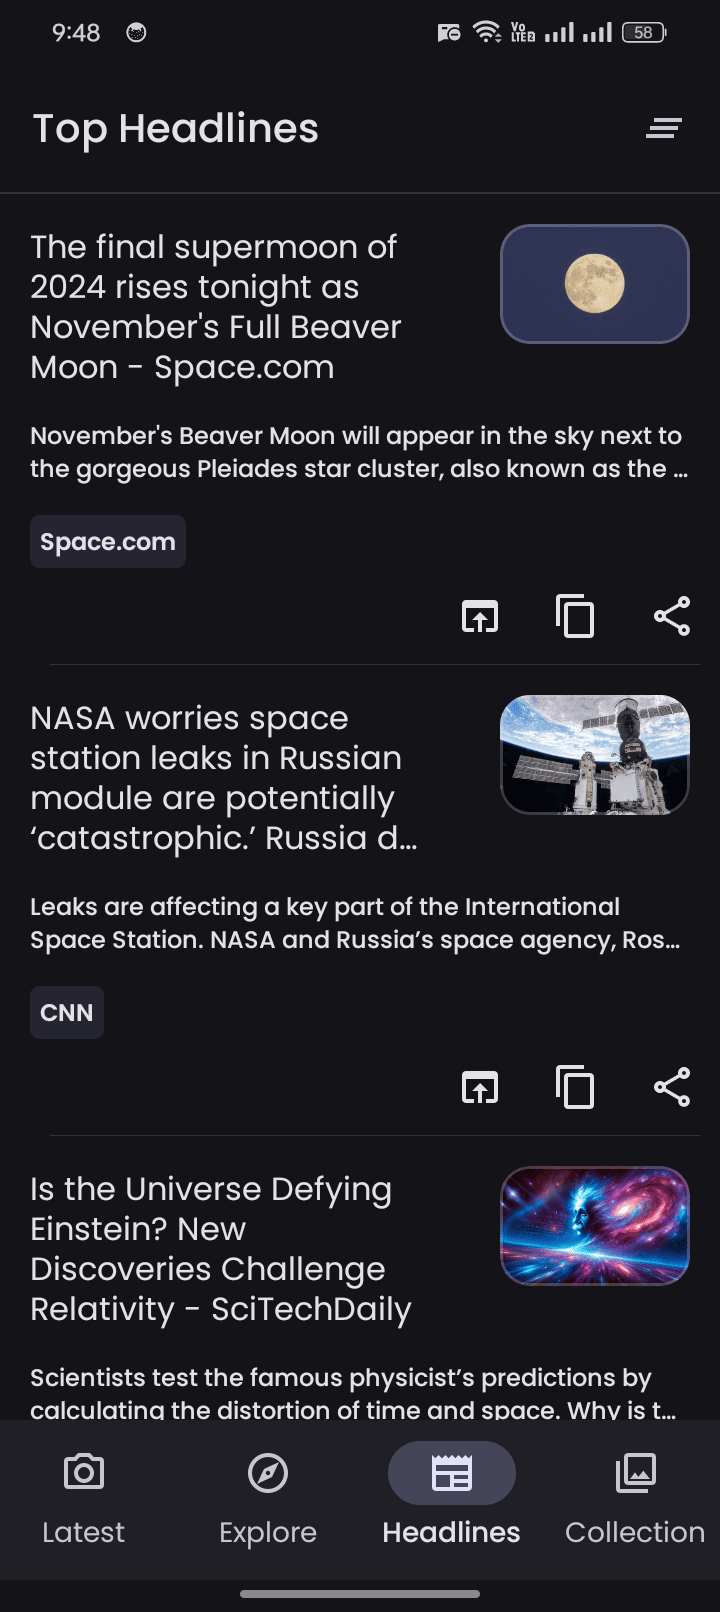 9:48
Vo
LTE2
58
Top Headlines
The final supermoon of
2024 rises tonight as
November's Full Beaver
Moon - Space.com
November's Beaver Moon will appear in the sky next to
the gorgeous Pleiades star cluster, also known as the ...
Space.com
NASA worries space
station leaks in Russian
module are potentially
‘catastrophic.’ Russia d...
Leaks are affecting a key part of the International
Space Station. NASA and Russia’s space agency, Ros...
CNN
Is the Universe Defying
Einstein? New
Discoveries Challenge
Relativity - SciTechDaily
Scientists test the famous physicist’s predictions by
calculating the distortion of time and space. Why is t...
Latest
Explore
Headlines
Collection